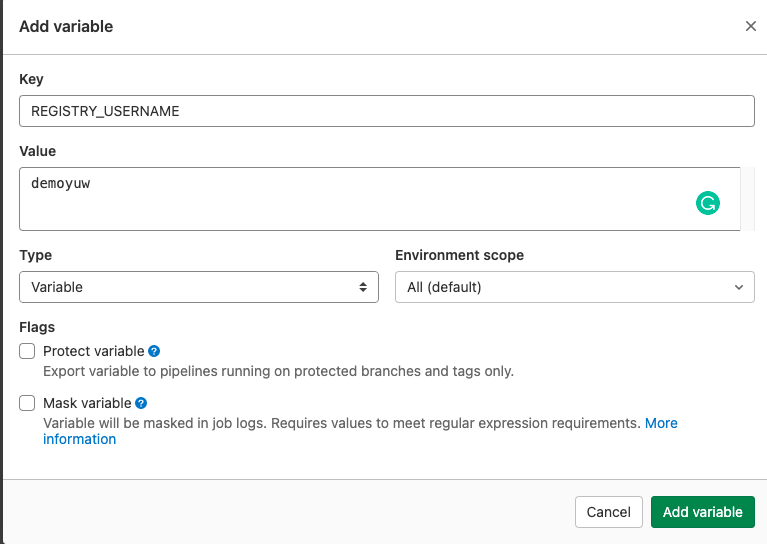 Add variable
Key
REGISTRY_USERNAME
Value
demoyuw
Type
Environment scope
Variable
All (default)
Flags
Protect variable
Export variable to pipelines running on protected branches and tags only.
Mask variable
Variable will be masked in job logs. Requires values to meet regular expression requirements. More
information
Cancel
Add variable